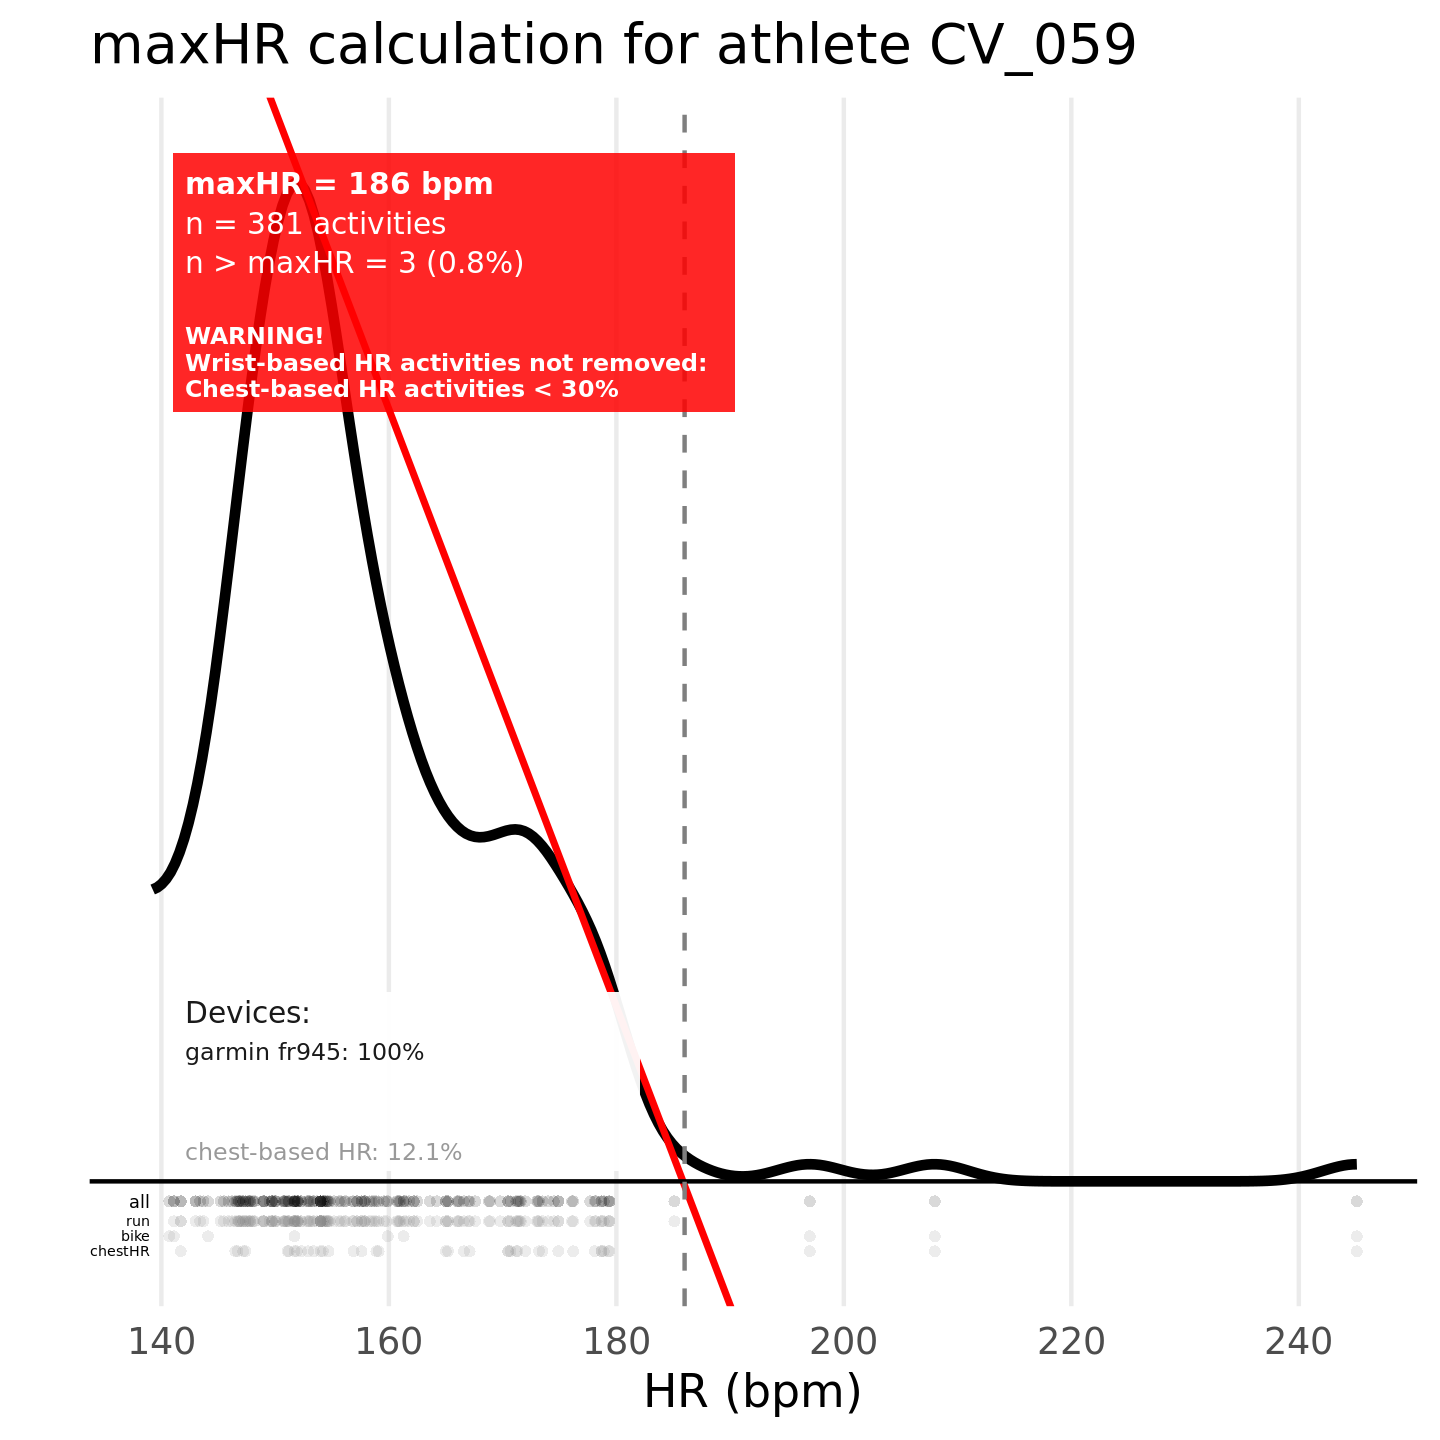 maxHR calculation for athlete CV_059
maxHR = 186 bpm
n = 381 activities
n > maxHR = 3 (0.8%)
WARNING!
Wrist-based HR activities not removed:
Chest-based HR activities < 30%
Devices:
garmin fr945: 100%
chest-based HR: 12.1%
all
run
bike
chestHR
140 160 180 200 220 240
HR (bpm)